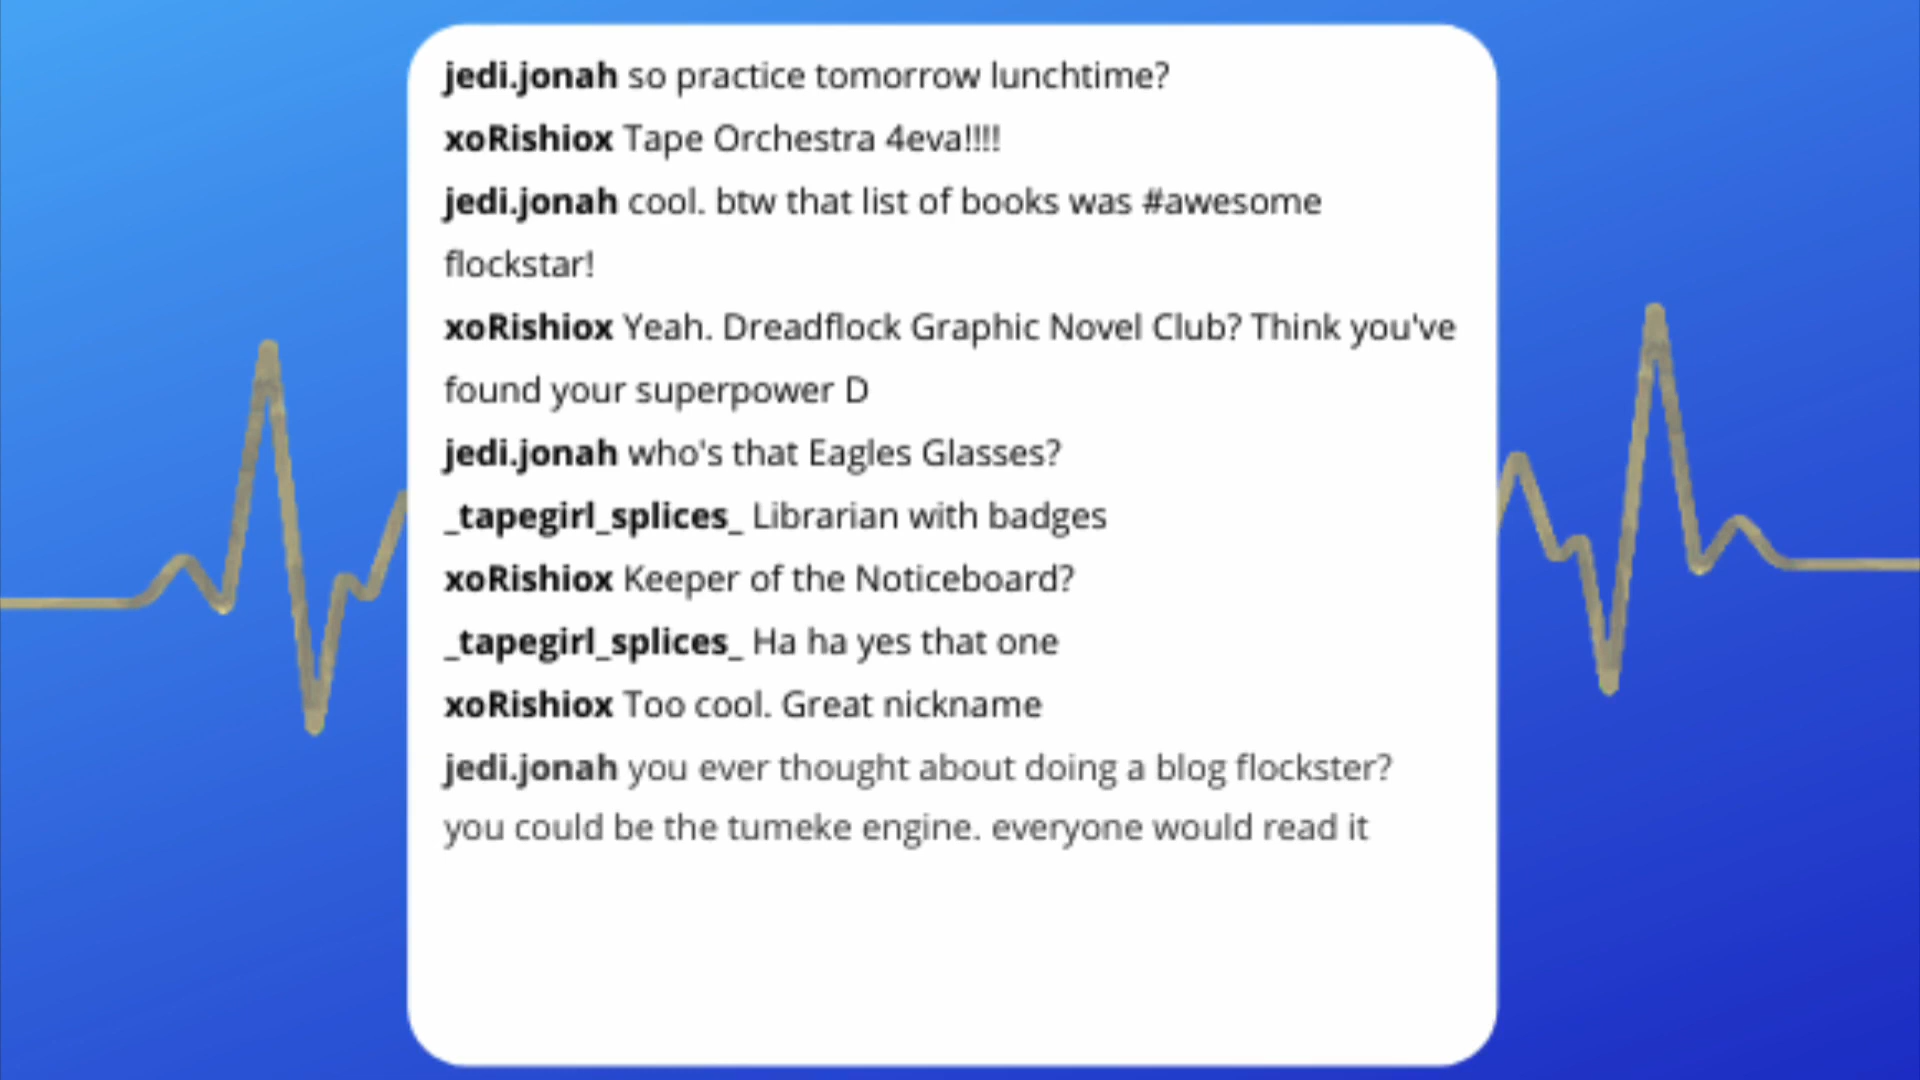 jedi.jonah so practice tomorrow lunchtime?
xoRishiox Tape Orchestra 4eva!!!!
jedi.jonah cool. btw that list of books was #awesome
flockstar!
xoRishiox Yeah. Dreadflock Graphic Novel Club? Think you've
found your superpower D
jedi.jonah who's that Eagles Glasses?
_tapegirl_splices_ Librarian with badges
xoRishiox Keeper of the Noticeboard?
_tapegirl_splices_ Ha ha yes that one
xoRishiox Too cool. Great nickname
jedi.jonah you ever thought about doing a blog flockster?
you could be the tumeke engine. everyone would read it